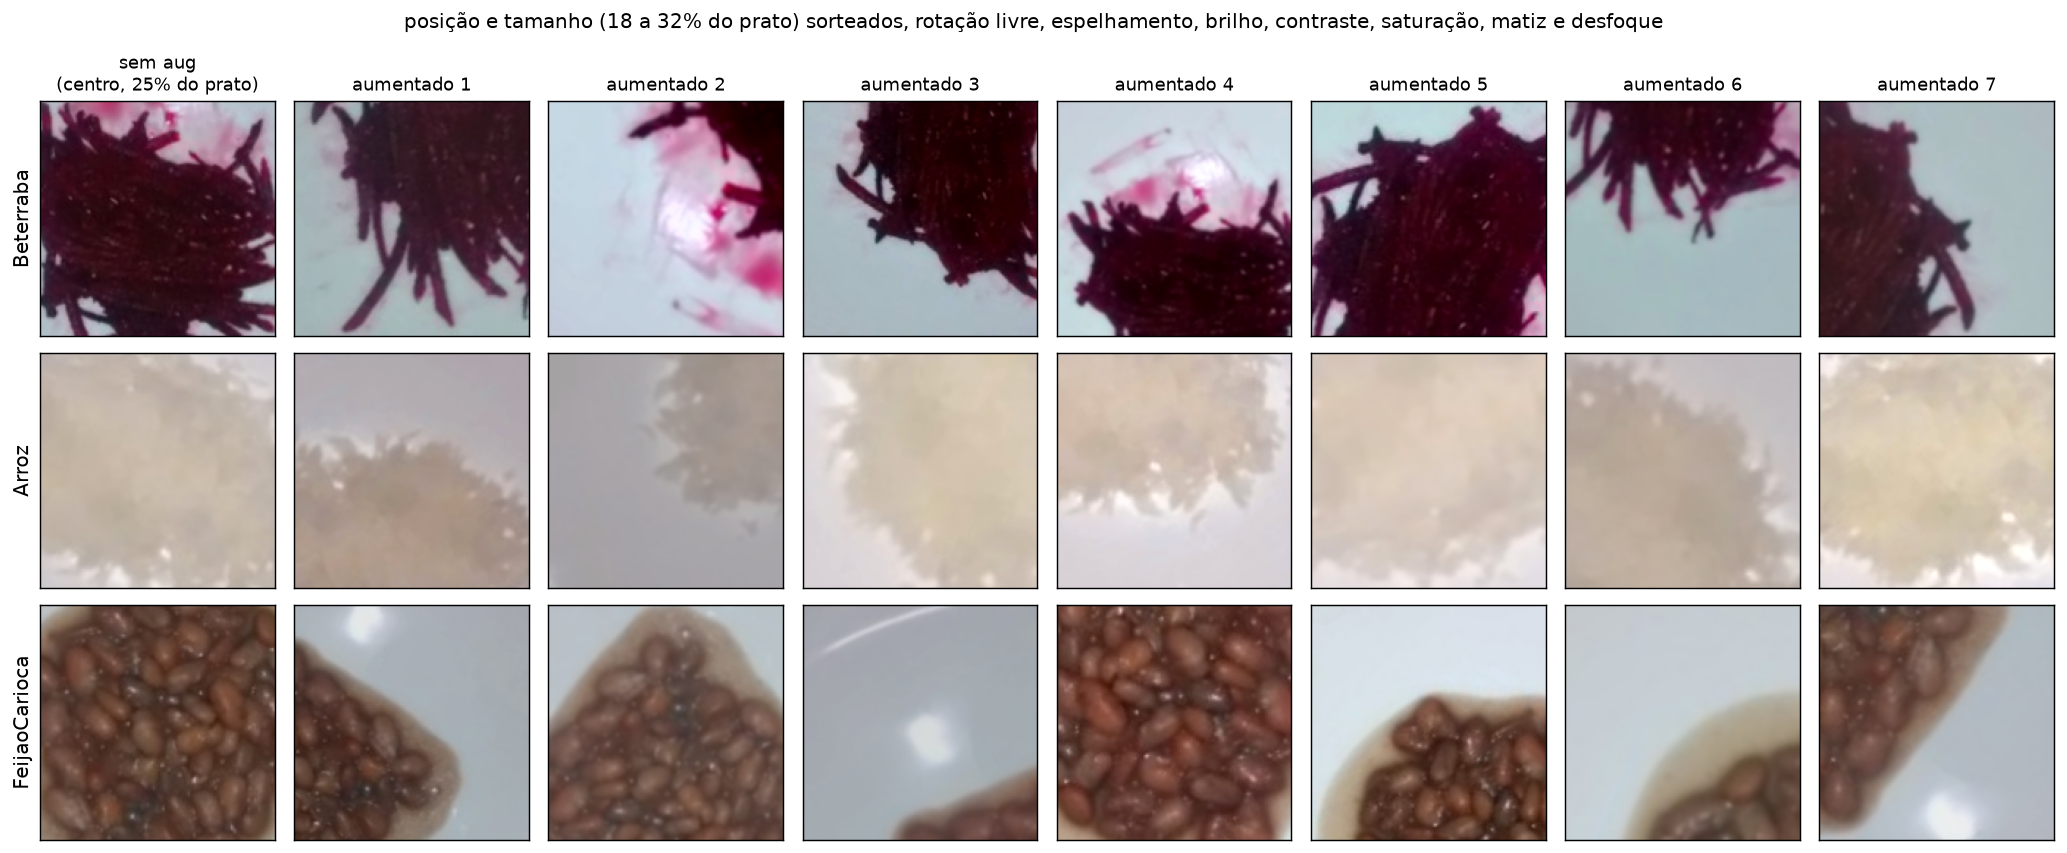 posição e tamanho (18 a 32% do prato) sorteados, rotação livre, espelhamento, brilho, contraste, saturação, matiz e desfoque
sem aug
(centro, 25% do prato)
aumentado 1
aumentado 2
aumentado 3
aumentado 4
aumentado 5
aumentado 6
aumentado 7
Beterraba
Arroz
FeijaoCarioca